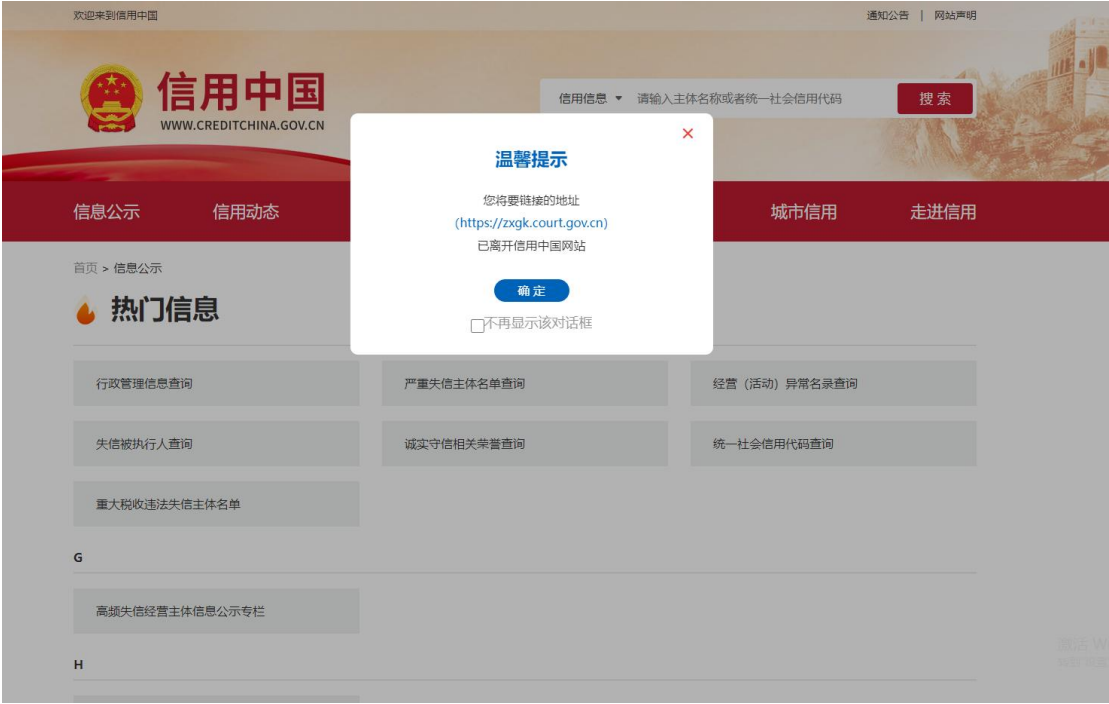 欢迎来到信用中国
通知公告 | 网站声明
信用中国
WWW.CREDITCHINA.GOV.CN
信用信息 请输入主体名称或者统一社会信用代码 搜索
温馨提示
您将要链接的地址
(https://zxgk.court.gov.cn)
已离开信用中国网站
确定
不再显示该对话框
信息公示 信用动态 城市信用 走进信用
首页 > 信息公示
热门信息
行政管理信息查询 严重失信主体名单查询 经营（活动）异常名录查询
失信被执行人查询 诚实守信相关荣誉查询 统一社会信用代码查询
重大税收违法失信主体名单
G
高频失信经营主体信息公示专栏
H
激活 W